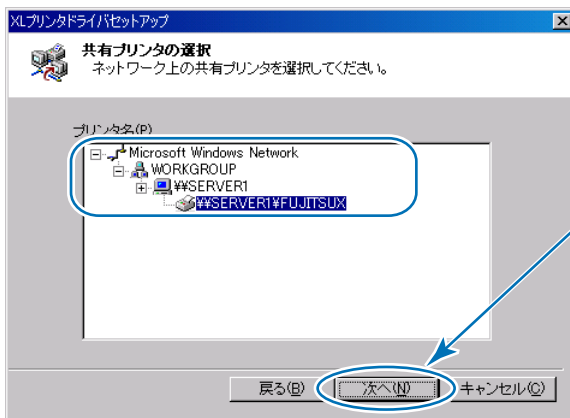 XLプリンタドライバセットアップ
共有プリンタの選択
ネットワーク上の共有プリンタを選択してください。
プリンタ名(P)
Microsoft Windows Network
WORKGROUP
¥¥SERVER1
¥¥SERVER1¥FUJITSUX
戻る(B)
次へ(N)
キャンセル(C)